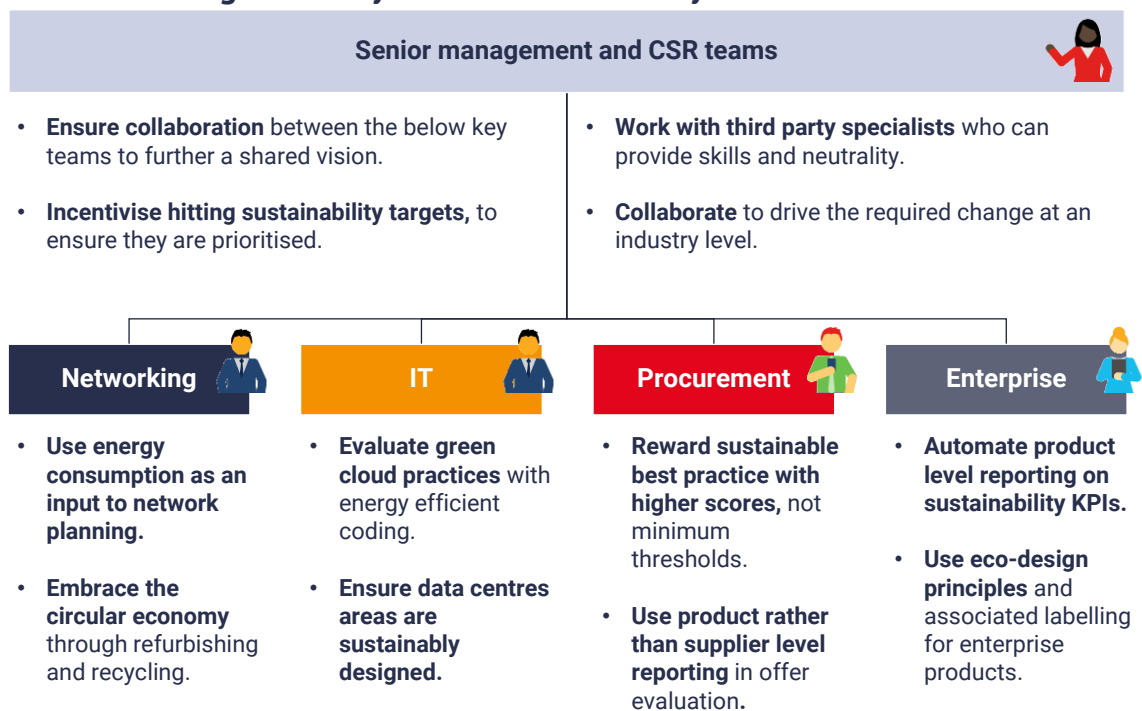 Senior management and CSR teams
• Ensure collaboration between the below key
teams to further a shared vision.
• Incentivise hitting sustainability targets, to
ensure they are prioritised.
• Work with third party specialists who can
provide skills and neutrality.
• Collaborate to drive the required change at an
industry level.
Networking
• Use energy
consumption as an
input to network
planning.
• Embrace the
circular economy
through refurbishing
and recycling.
IT
• Evaluate green
cloud practices with
energy efficient
coding.
• Ensure data centres
areas are
sustainably
designed.
Procurement
• Reward sustainable
best practice with
higher scores, not
minimum
thresholds.
• Use product rather
than supplier level
reporting in offer
evaluation.
Enterprise
• Automate product
level reporting on
sustainability KPIs.
• Use eco-design
principles and
associated labelling
for enterprise
products.